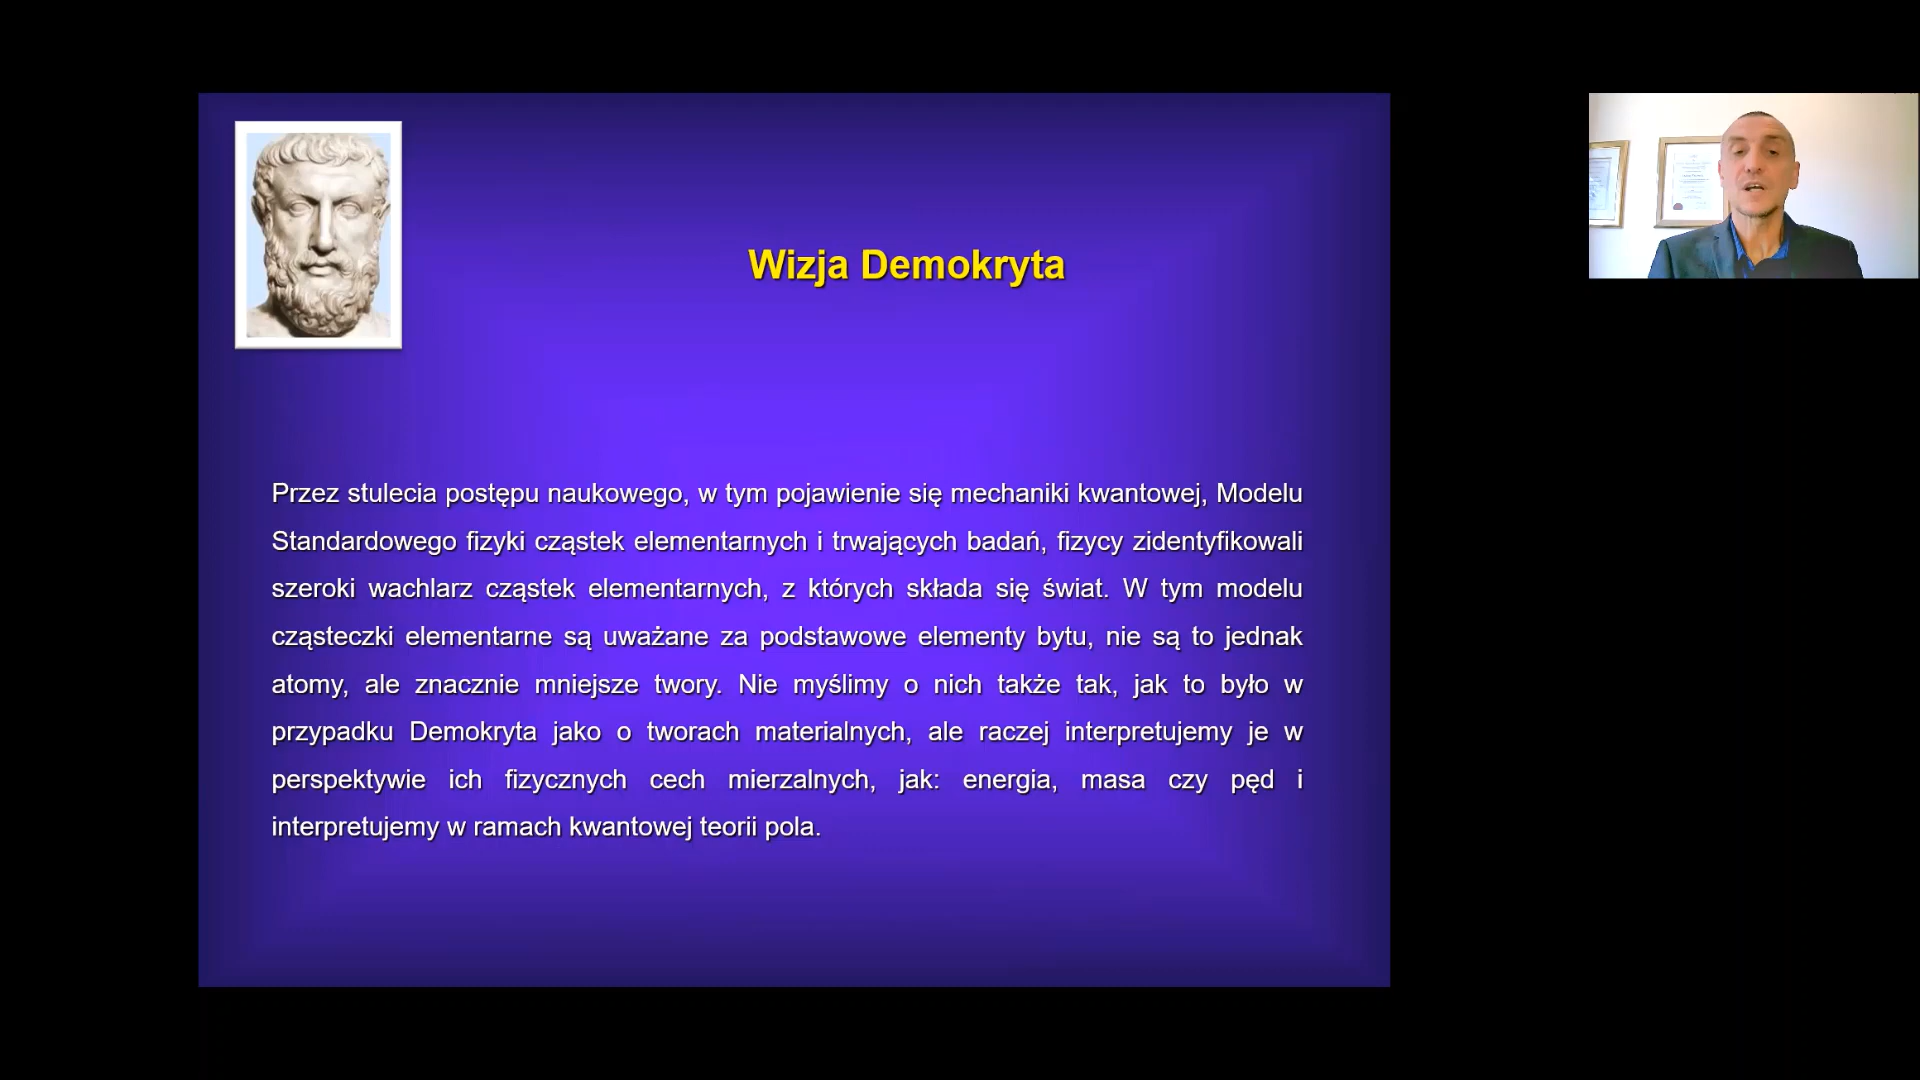 Wizja Demokryta
Przez stulecia postępu naukowego, w tym pojawienie się mechaniki kwantowej, Modelu
Standardowego fizyki cząstek elementarnych i trwających badań, fizycy zidentyfikowali
szeroki wachlarz cząstek elementarnych, z których składa się świat. W tym modelu
cząsteczki elementarne są uważane za podstawowe elementy bytu, nie są to jednak
atomy, ale znacznie mniejsze twory. Nie myślimy o nich także tak, jak to było w
przypadku Demokryta jako o tworach materialnych, ale raczej interpretujemy je w
perspektywie ich fizycznych cech mierzalnych, jak: energia, masa czy pęd i
interpretujemy w ramach kwantowej teorii pola.